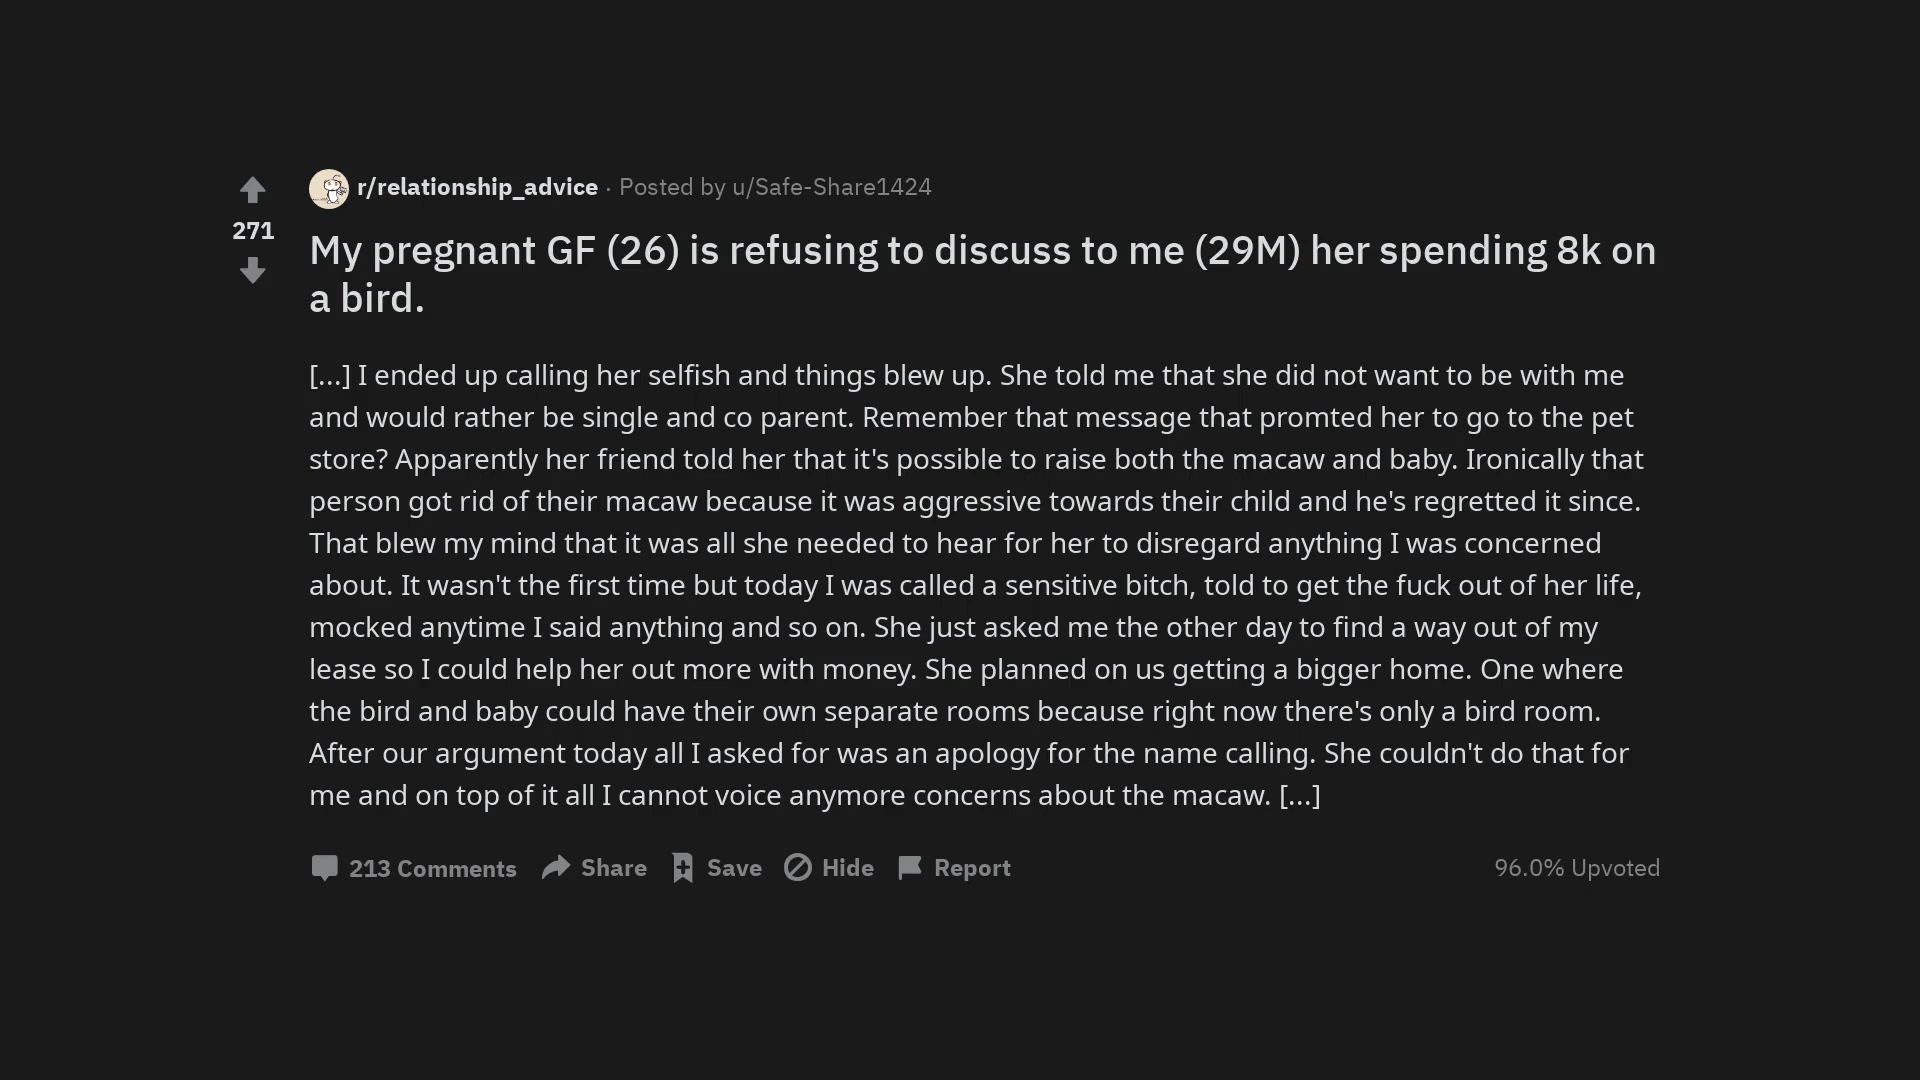 r/relationship_advice · Posted by u/Safe-Share1424
271
My pregnant GF (26) is refusing to discuss to me (29M) her spending 8k on
a bird.
[...] I ended up calling her selfish and things blew up. She told me that she did not want to be with me
and would rather be single and co parent. Remember that message that promted her to go to the pet
store? Apparently her friend told her that it's possible to raise both the macaw and baby. Ironically that
person got rid of their macaw because it was aggressive towards their child and he's regretted it since.
That blew my mind that it was all she needed to hear for her to disregard anything I was concerned
about. It wasn't the first time but today I was called a sensitive bitch, told to get the fuck out of her life,
mocked anytime I said anything and so on. She just asked me the other day to find a way out of my
lease so I could help her out more with money. She planned on us getting a bigger home. One where
the bird and baby could have their own separate rooms because right now there's only a bird room.
After our argument today all I asked for was an apology for the name calling. She couldn't do that for
me and on top of it all I cannot voice anymore concerns about the macaw. [...]
213 Comments Share Save Hide Report 96.0% Upvoted